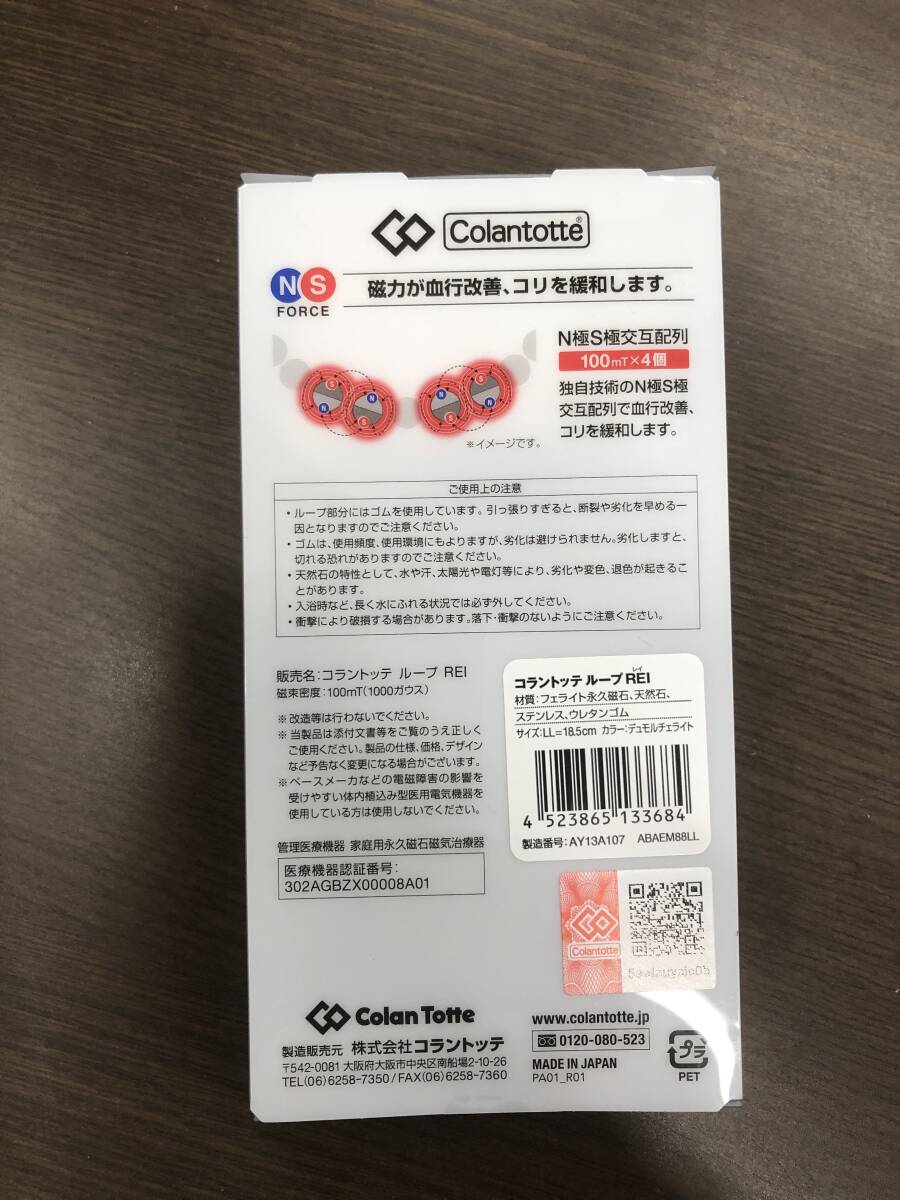 Colantotte®
NS
FORCE
磁力が血行改善、コリを緩和します。
N極S極交互配列
100mT×4個
独自技術のN極S極
交互配列で血行改善、
コリを緩和します。
S N N S
N S S N
※イメージです。
ご使用上の注意
・ループ部分にはゴムを使用しています。引っ張りすぎると、断裂や劣化を早める一
因となりますのでご注意ください。
・ゴムは、使用頻度、使用環境にもよりますが、劣化は避けられません。劣化しますと、
切れる恐れがありますのでご注意ください。
・天然石の特性として、水や汗、太陽光や電灯等により、劣化や変色、退色が起きるこ
とがあります。
・入浴時など、長く水にふれる状況では必ず外してください。
・衝撃により破損する場合があります。落下・衝撃のないようにご注意ください。
販売名:コラントッテ ループ REI
磁束密度:100mT(1000ガウス)
※改造等は行わないでください。
※当製品は添付文書等をご覧のうえ正しく
ご使用ください。製品の仕様、価格、デザイン
など予告なく変更になる場合があります。
※ペースメーカなどの電磁障害の影響を
受けやすい体内植込み型医用電気機器を
使用している方は使用しないでください。
管理医療機器 家庭用永久磁石磁気治療器
医療機器認証番号:
302AGBZX00008A01
レイ
コラントッテ ループ REI
材質:フェライト永久磁石、天然石、
ステンレス、ウレタンゴム
サイズ:LL=18.5cm カラー:デュモルチェライト
4 523865 133684
製造番号:AY13A107 ABAEM88LL
Colantotte
Colan Totte
製造販売元 株式会社コラントッテ
〒542-0081 大阪府大阪市中央区南船場2-10-26
TEL(06)6258-7350/FAX(06)6258-7360
www.colantotte.jp
0120-080-523
MADE IN JAPAN
PA01_R01
プラ
PET